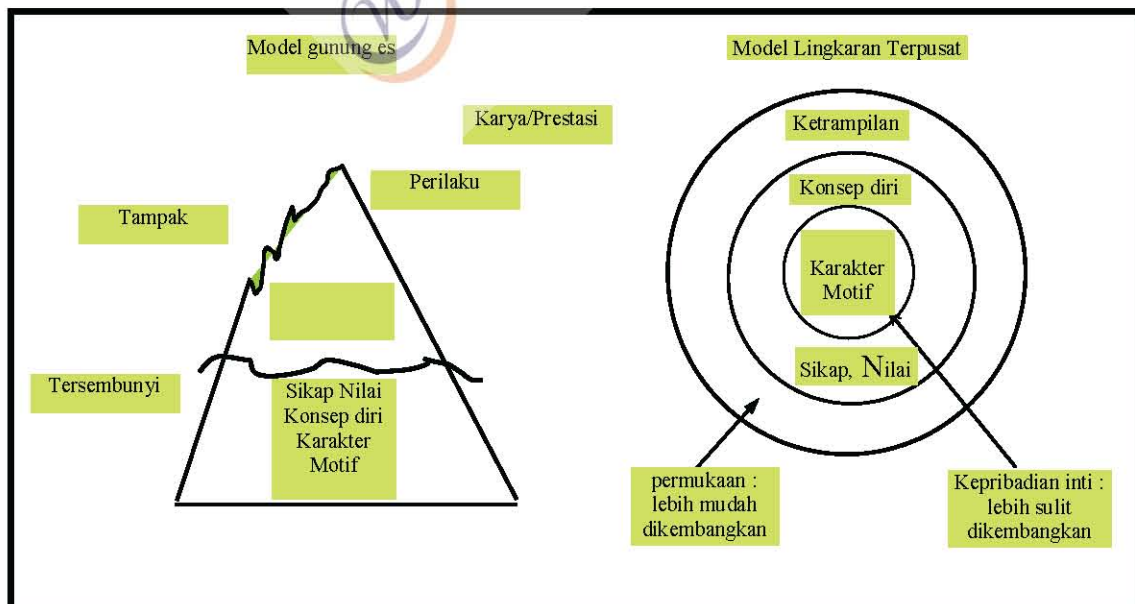 Model gunung es
Karya/Prestasi
Perilaku
Tampak
Tersembunyi
Sikap Nilai
Konsep diri
Karakter
Motif
Model Lingkaran Terpusat
Ketrampilan
Konsep diri
Karakter
Motif
Sikap, Nilai
permukaan :
lebih mudah
dikembangkan
Kepribadian inti :
lebih sulit
dikembangkan